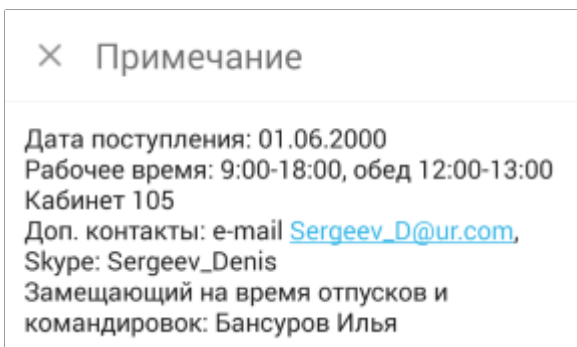 Примечание
Дата поступления: 01.06.2000
Рабочее время: 9:00-18:00, обед 12:00-13:00
Кабинет 105
Доп. контакты: e-mail Sergeev_D@ur.com,
Skype: Sergeev_Denis
Замещающий на время отпусков и
командировок: Бансуров Илья